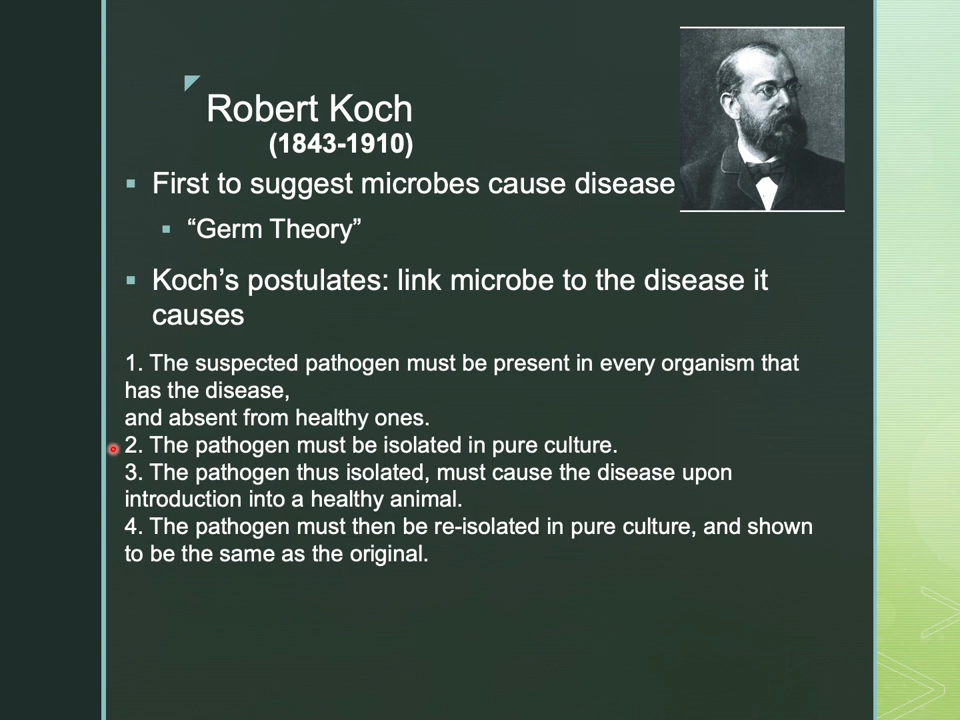 Robert Koch
(1843-1910)
First to suggest microbes cause disease
“Germ Theory”
Koch’s postulates: link microbe to the disease it
causes
1. The suspected pathogen must be present in every organism that
has the disease,
and absent from healthy ones.
2. The pathogen must be isolated in pure culture.
3. The pathogen thus isolated, must cause the disease upon
introduction into a healthy animal.
4. The pathogen must then be re-isolated in pure culture, and shown
to be the same as the original.